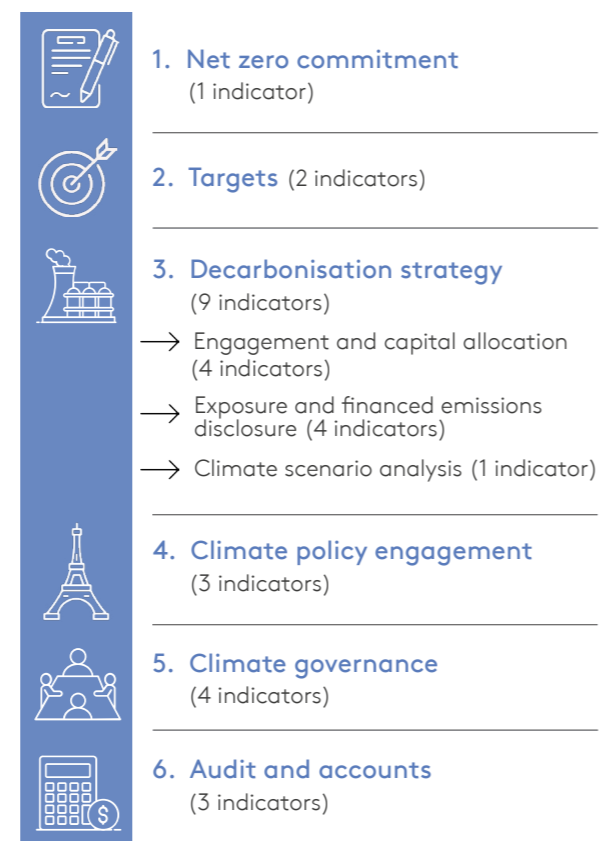 1. Net zero commitment
(1 indicator)
2. Targets (2 indicators)
3. Decarbonisation strategy
(9 indicators)
Engagement and capital allocation
(4 indicators)
Exposure and financed emissions
disclosure (4 indicators)
Climate scenario analysis (1 indicator)
4. Climate policy engagement
(3 indicators)
5. Climate governance
(4 indicators)
6. Audit and accounts
(3 indicators)
$